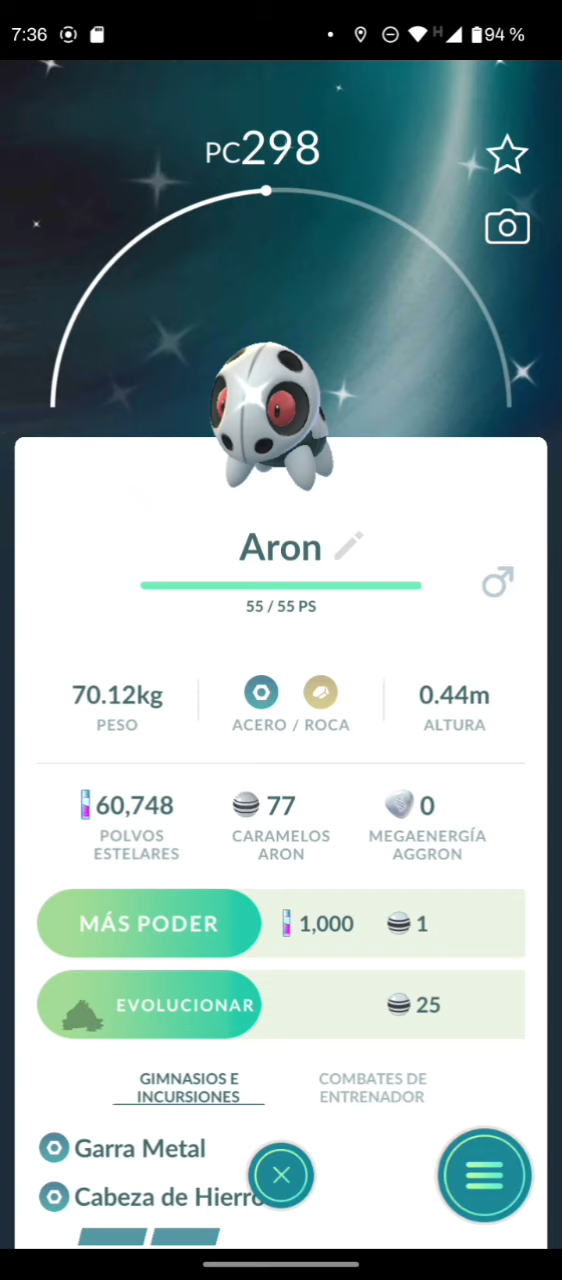 7:36 H 94 %
PC298
Aron
55 / 55 PS
70.12kg
PESO
ACERO / ROCA
0.44m
ALTURA
60,748
POLVOS
ESTELARES
77
CARAMELOS
ARON
0
MEGAENERGÍA
AGGRON
MÁS PODER 1,000 1
EVOLUCIONAR 25
GIMNASIOS E
INCURSIONES
COMBATES DE
ENTRENADOR
Garra Metal
Cabeza de Hierro